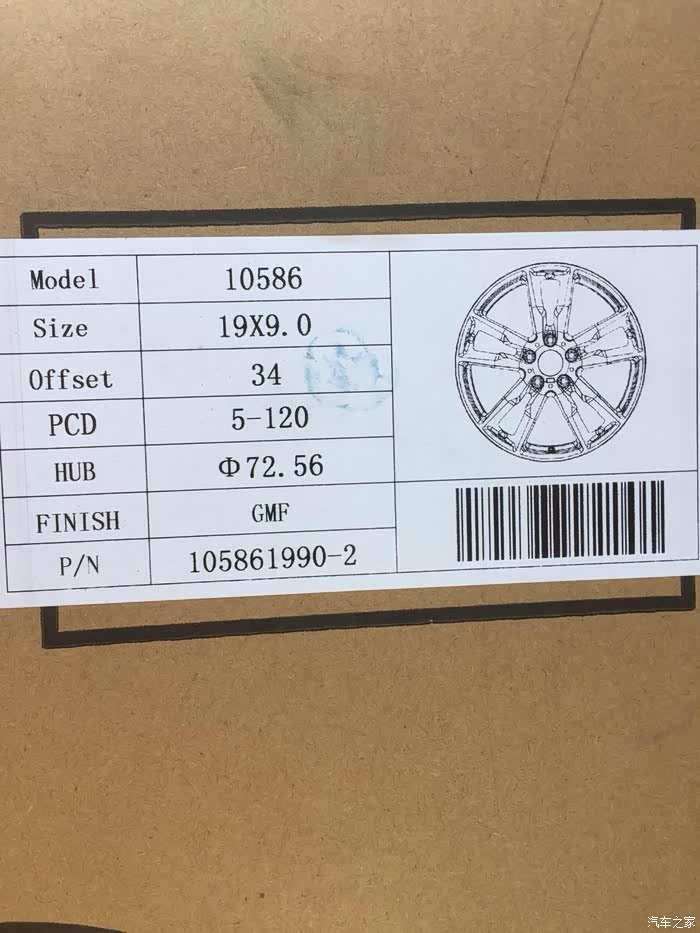 Model 10586
Size 19X9.0
Offset 34
PCD 5-120
HUB Φ72.56
FINISH GMF
P/N 105861990-2
汽车之家